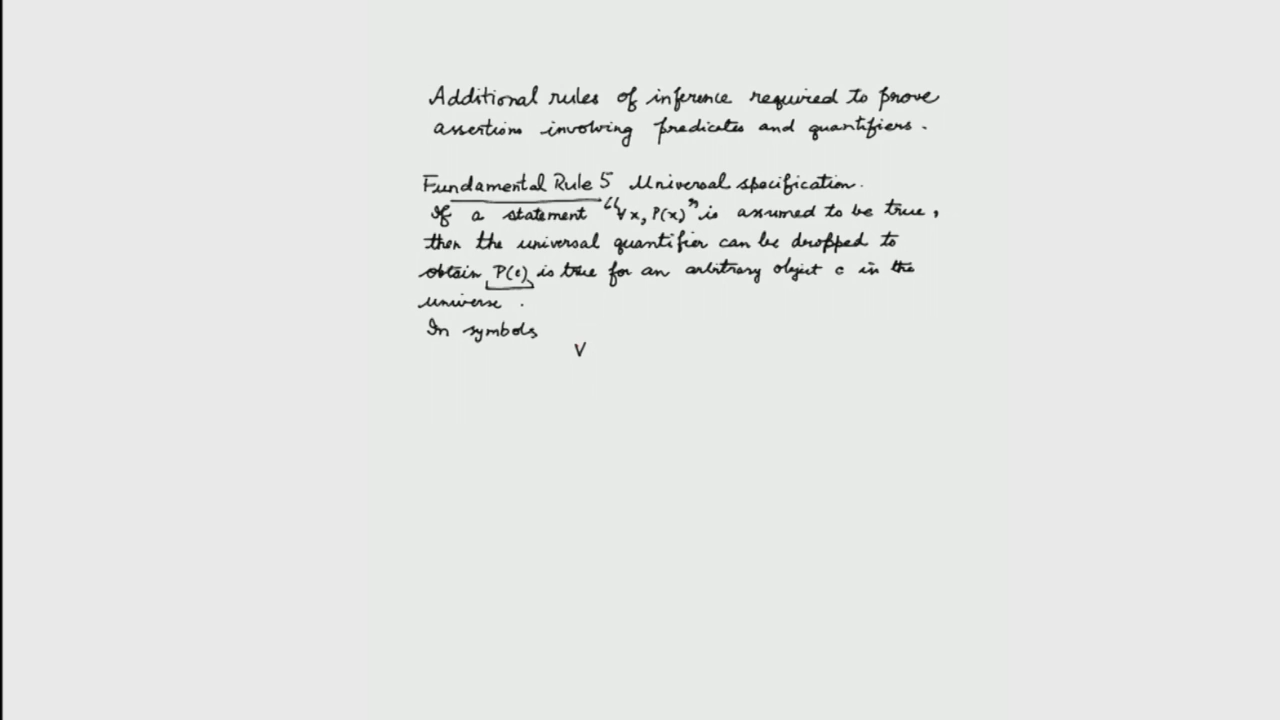 Additional rules of inference required to prove
assertions involving predicates and quantifiers.
Fundamental Rule 5 Universal specification.
If a statement "∀x, P(x)" is assumed to be true,
then the universal quantifier can be dropped to
obtain P(c) is true for an arbitrary object c in the
universe.
In symbols
V